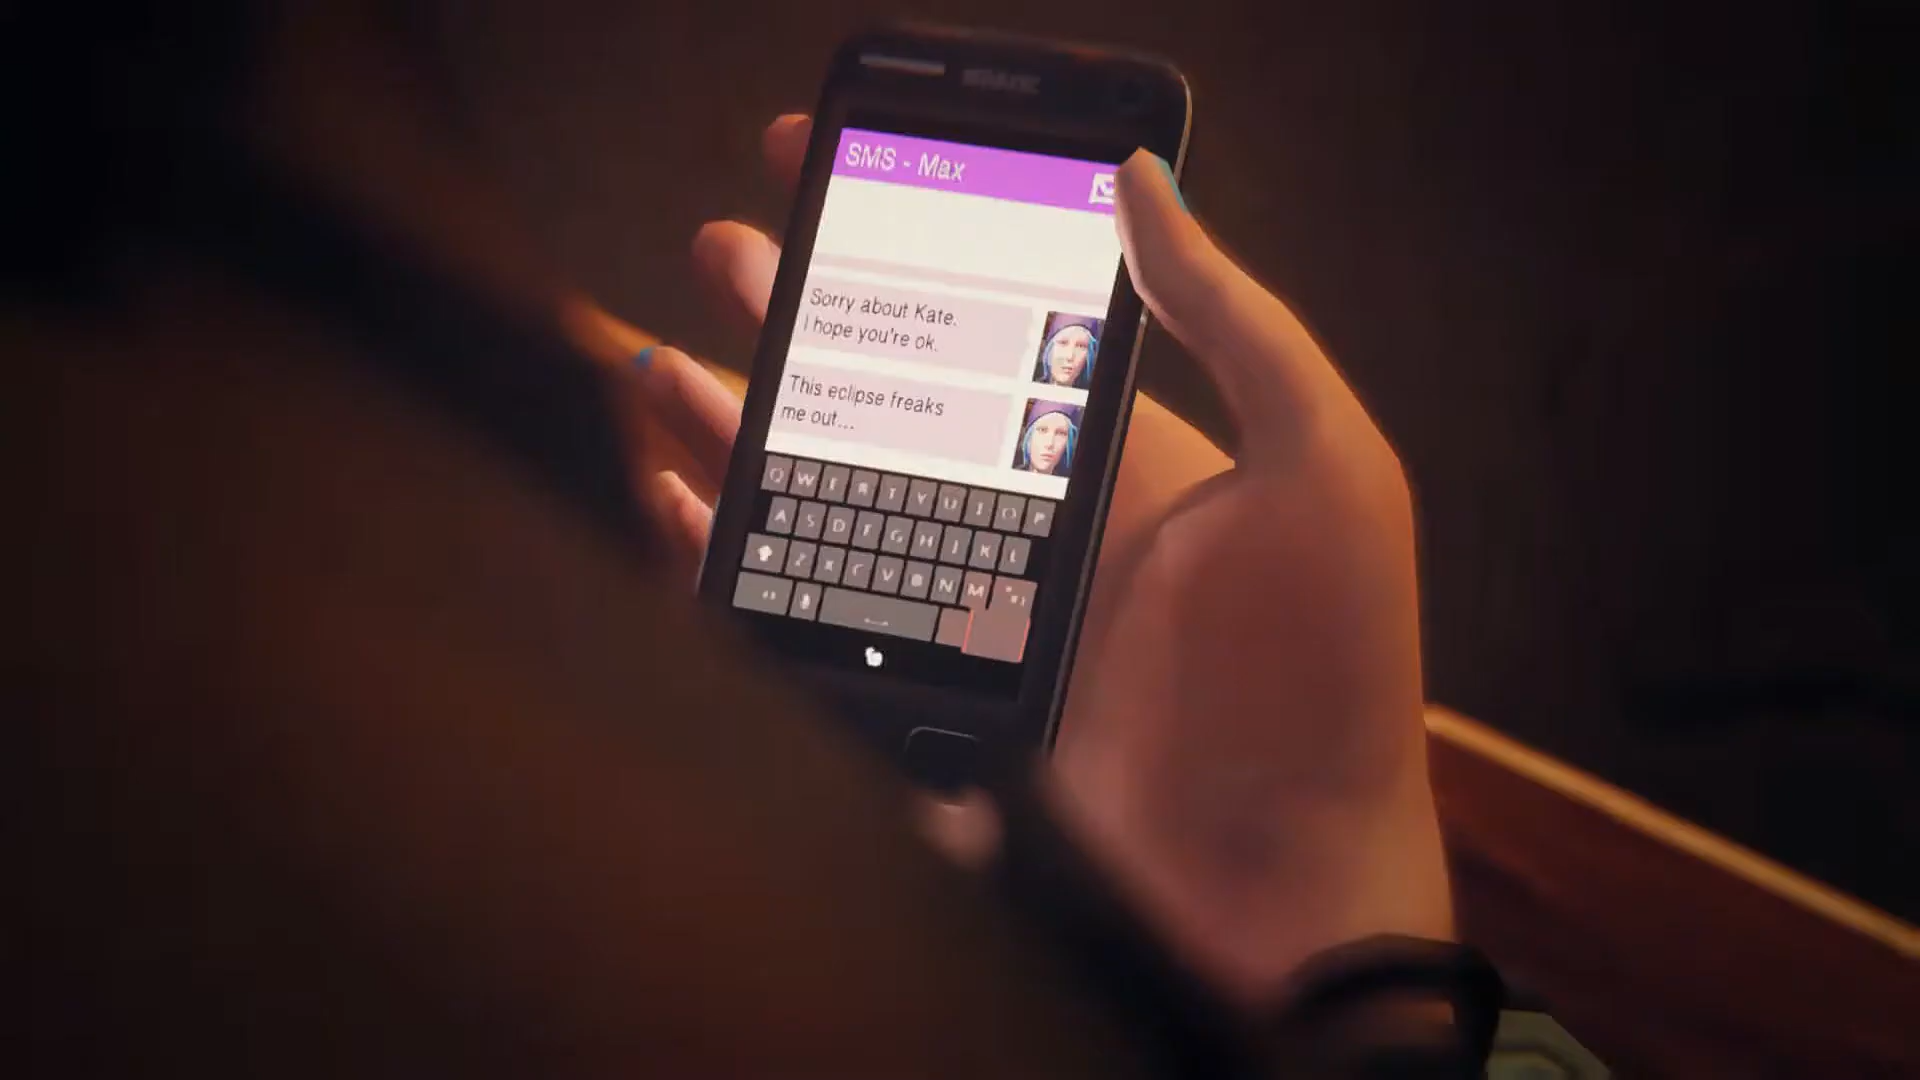 SMS - Max
Sorry about Kate.
I hope you're ok.
This eclipse freaks
me out...
Q W E R T Y U I O P
A S D F G H J K L
Z X C V B N M